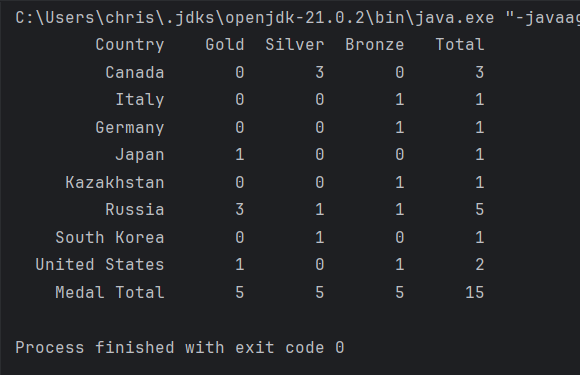 C:\Users\chris\.jdks\openjdk-21.0.2\bin\java.exe "-javaag
Country Gold Silver Bronze Total
Canada 0 3 0 3
Italy 0 0 1 1
Germany 0 0 1 1
Japan 1 0 0 1
Kazakhstan 0 0 1 1
Russia 3 1 1 5
South Korea 0 1 0 1
United States 1 0 1 2
Medal Total 5 5 5 15
Process finished with exit code 0